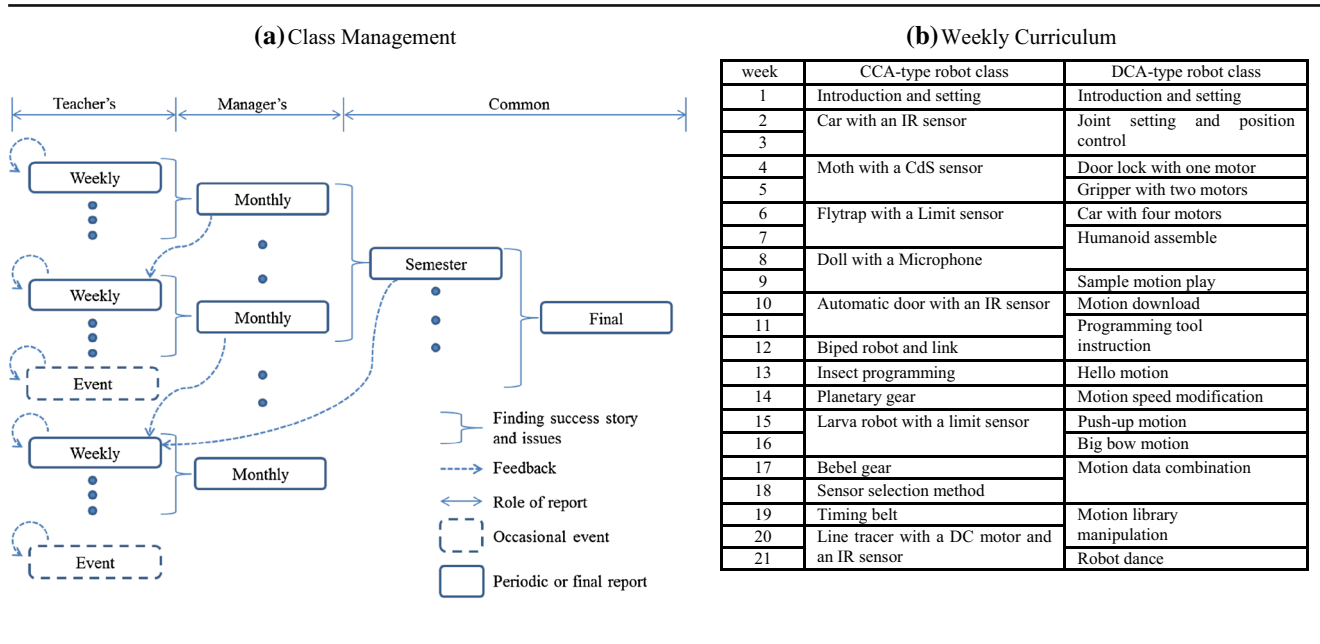 (a) Class Management
Teacher's
Manager's
Common
Weekly
Monthly
Weekly
Monthly
Semester
Final
Event
Weekly
Monthly
Event
Finding success story
and issues
Feedback
Role of report
Occasional event
Periodic or final report
(b) Weekly Curriculum
week CCA-type robot class DCA-type robot class
1 Introduction and setting Introduction and setting
2 Car with an IR sensor Joint setting and position
3 control
4 Moth with a CdS sensor Door lock with one motor
5 Gripper with two motors
6 Flytrap with a Limit sensor Car with four motors
7 Humanoid assemble
8 Doll with a Microphone
9 Sample motion play
10 Automatic door with an IR sensor Motion download
11 Programming tool
instruction
12 Biped robot and link
13 Insect programming Hello motion
14 Planetary gear Motion speed modification
15 Larva robot with a limit sensor Push-up motion
16 Big bow motion
17 Bebel gear Motion data combination
18 Sensor selection method
19 Timing belt Motion library
20 Line tracer with a DC motor and manipulation
21 an IR sensor Robot dance